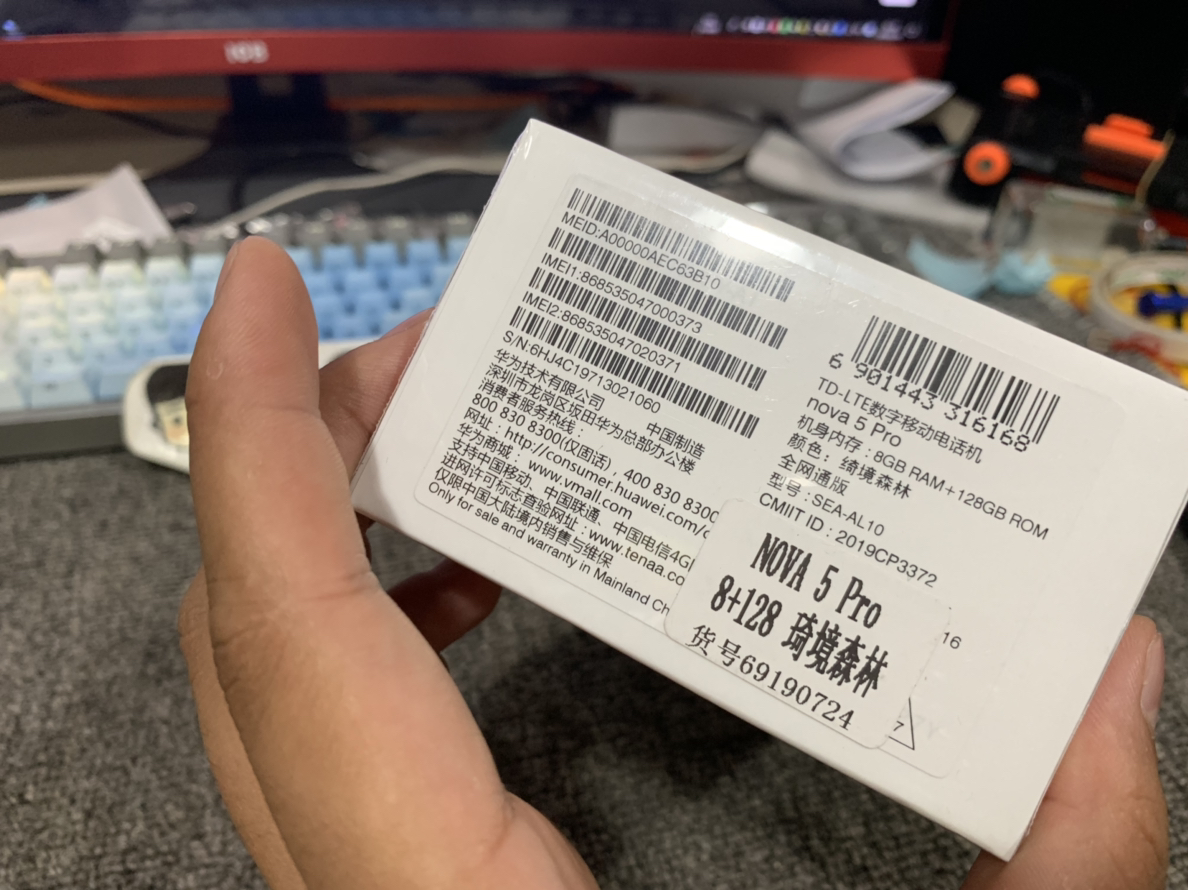 MEID:A00000AEC63B10
IMEI1:868535047000373
IMEI2:868535047020371
S/N:6HJ4C19713021060
华为技术有限公司 中国制造
深圳市龙岗区坂田华为总部办公楼
消费者服务热线：
800 830 8300(仅固话)，400 830 8300
网址：http://consumer.huawei.com/c
华为商城：www.vmall.com
支持中国移动、中国联通、中国电信4G
进网许可标志查验网址：www.tenaa.co
仅限中国大陆境内销售与维保
Only for sale and warranty in Mainland Ch
6 901443 316168
TD-LTE数字移动电话机
nova 5 Pro
机身内存：8GB RAM+128GB ROM
颜色：绮境森林
全网通版
型号：SEA-AL10
CMIIT ID：2019CP3372
16
NOVA 5 Pro
8+128 琦境森林
货号69190724
7